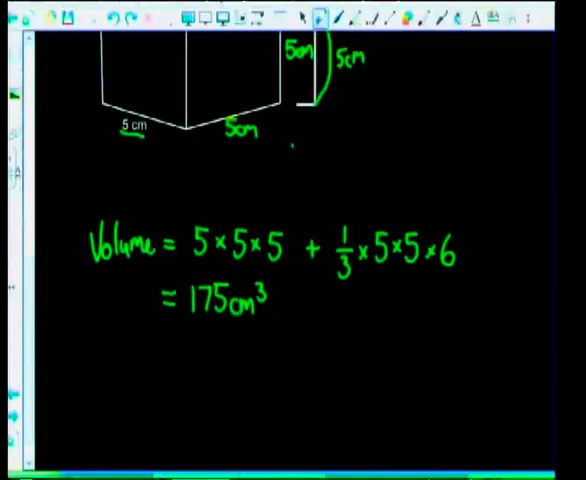 5cm 5cm
5 cm 5cm
Volume = 5 × 5 × 5 + 1/3 × 5 × 5 × 6
= 175cm³